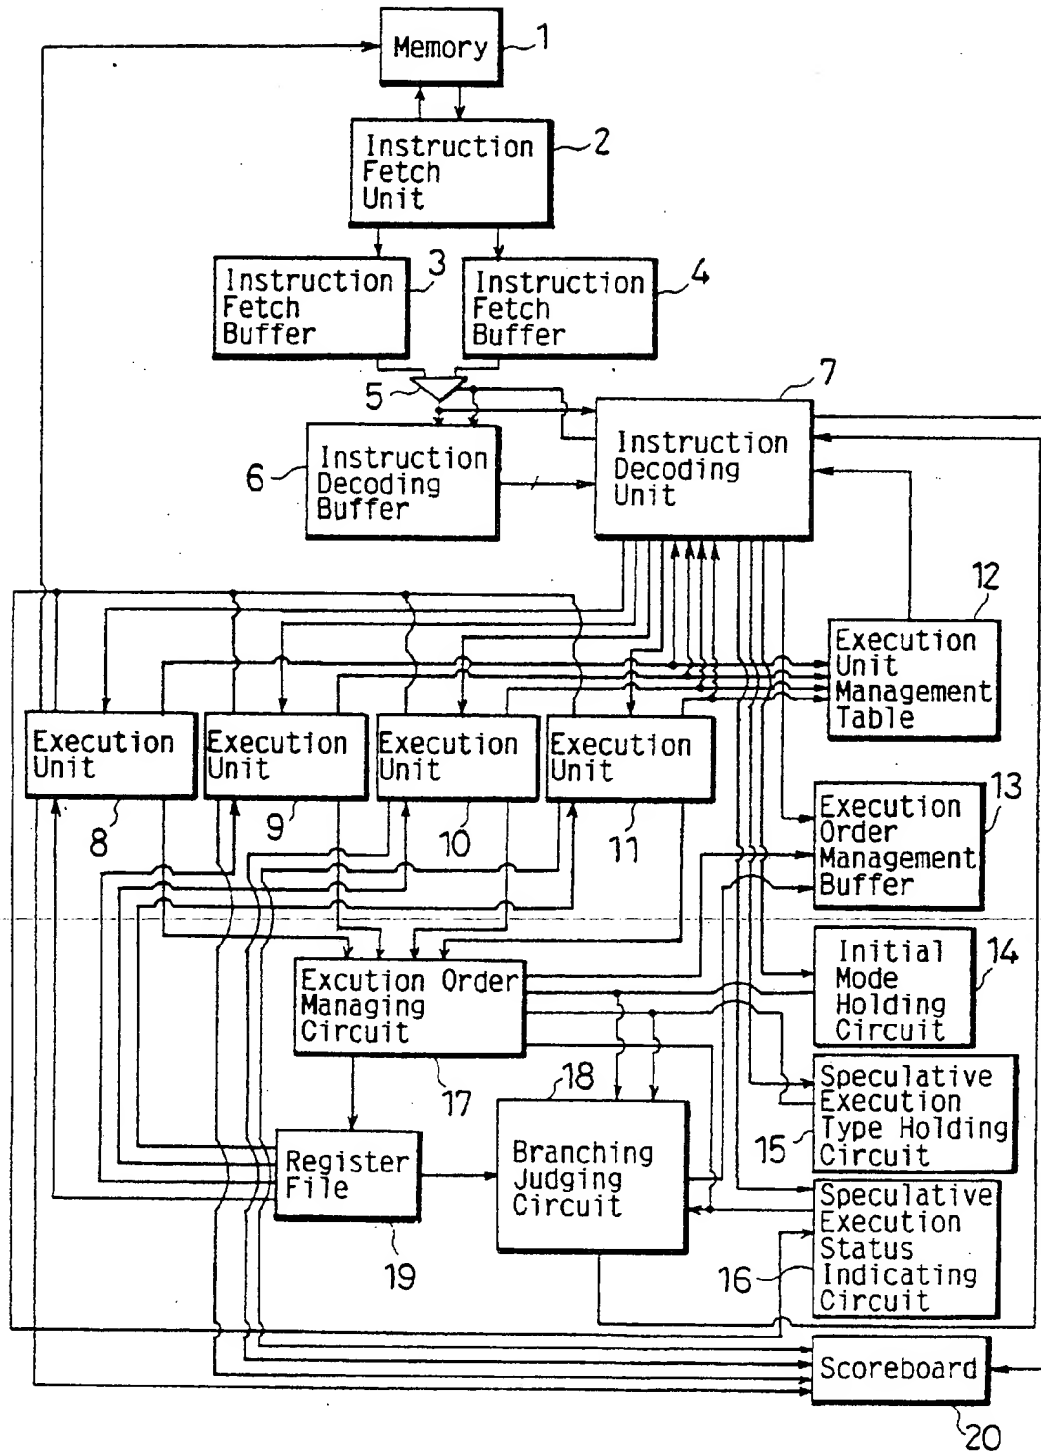 Memory
1
Instruction
Fetch
Unit
2
Instruction
Fetch
Buffer
3
Instruction
Fetch
Buffer
4
5
Instruction
Decoding
Buffer
6
Instruction
Decoding
Unit
7
Execution
Unit
Management
Table
12
Execution
Unit
8
Execution
Unit
9
Execution
Unit
10
Execution
Unit
11
Execution
Order
Management
Buffer
13
Excution Order
Managing
Circuit
17
Initial
Mode
Holding
Circuit
14
Speculative
Execution
Type Holding
Circuit
15
Branching
Judging
Circuit
18
Register
File
19
Speculative
Execution
Status
Indicating
Circuit
16
Scoreboard
20